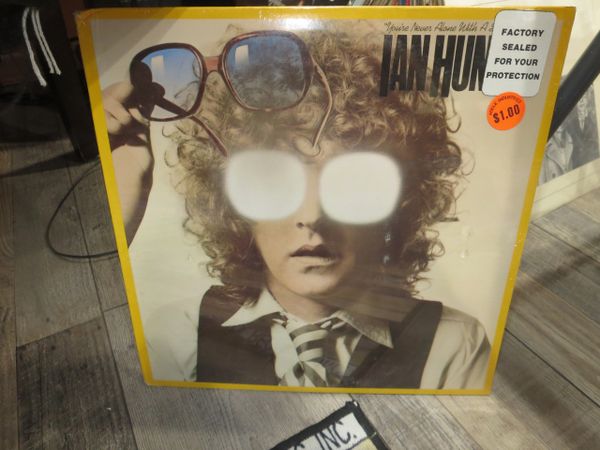 "You're Never Alone With A
IAN HUN
FACTORY
SEALED
FOR YOUR
PROTECTION
$1.00
INC.